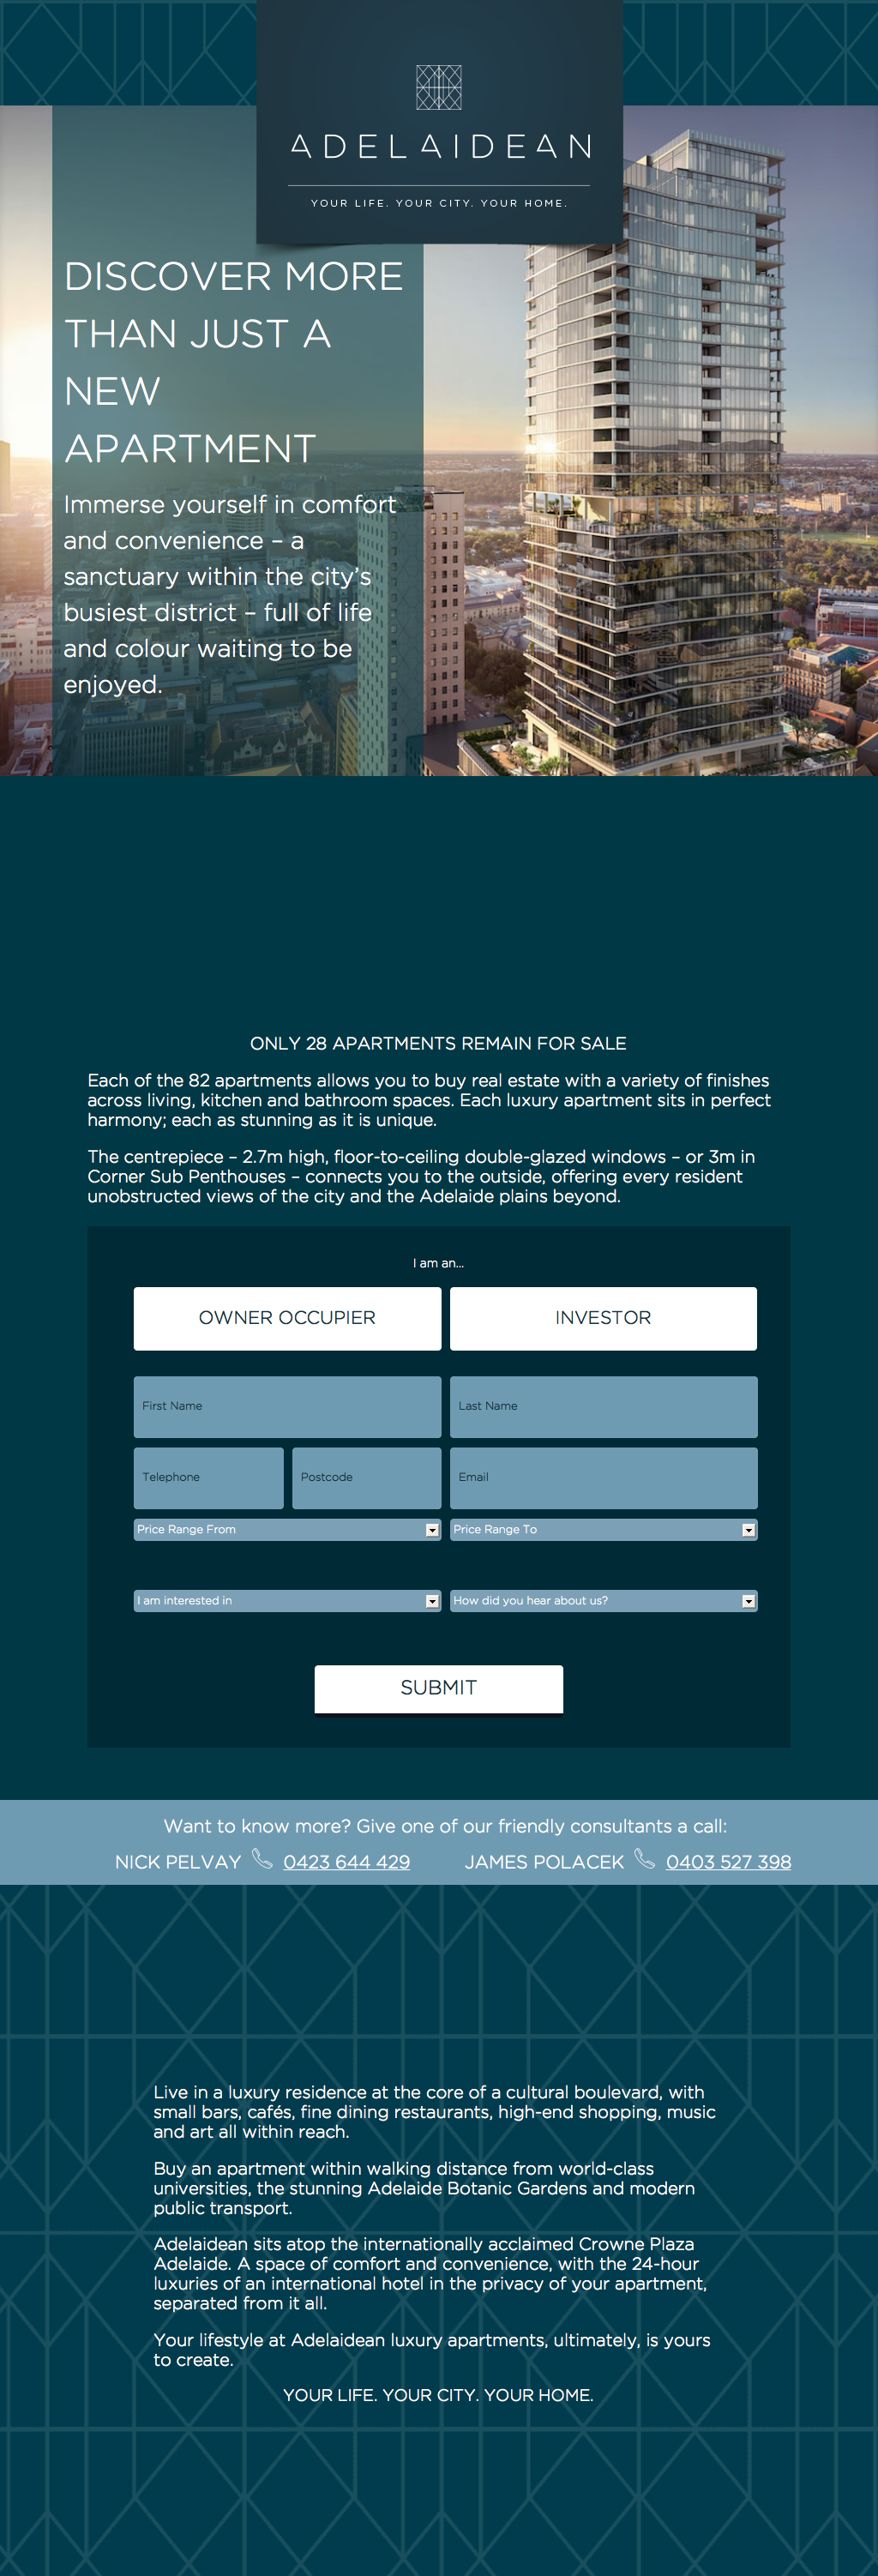 ADELAIDEAN
YOUR LIFE. YOUR CITY. YOUR HOME.
DISCOVER MORE
THAN JUST A
NEW
APARTMENT
Immerse yourself in comfort
and convenience – a
sanctuary within the city’s
busiest district – full of life
and colour waiting to be
enjoyed.
ONLY 28 APARTMENTS REMAIN FOR SALE
Each of the 82 apartments allows you to buy real estate with a variety of finishes
across living, kitchen and bathroom spaces. Each luxury apartment sits in perfect
harmony; each as stunning as it is unique.
The centrepiece – 2.7m high, floor-to-ceiling double-glazed windows – or 3m in
Corner Sub Penthouses – connects you to the outside, offering every resident
unobstructed views of the city and the Adelaide plains beyond.
I am an...
OWNER OCCUPIER
INVESTOR
First Name
Last Name
Telephone
Postcode
Email
Price Range From
Price Range To
I am interested in
How did you hear about us?
SUBMIT
Want to know more? Give one of our friendly consultants a call:
NICK PELVAY 0423 644 429
JAMES POLACEK 0403 527 398
Live in a luxury residence at the core of a cultural boulevard, with
small bars, cafés, fine dining restaurants, high-end shopping, music
and art all within reach.
Buy an apartment within walking distance from world-class
universities, the stunning Adelaide Botanic Gardens and modern
public transport.
Adelaidean sits atop the internationally acclaimed Crowne Plaza
Adelaide. A space of comfort and convenience, with the 24-hour
luxuries of an international hotel in the privacy of your apartment,
separated from it all.
Your lifestyle at Adelaidean luxury apartments, ultimately, is yours
to create.
YOUR LIFE. YOUR CITY. YOUR HOME.